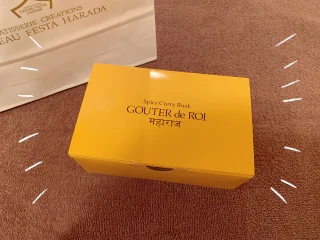 PATISSERIE CREATIONS
EAU FESTA HARADA
Spice Curry Rusk
GOUTER de ROI
महाराज